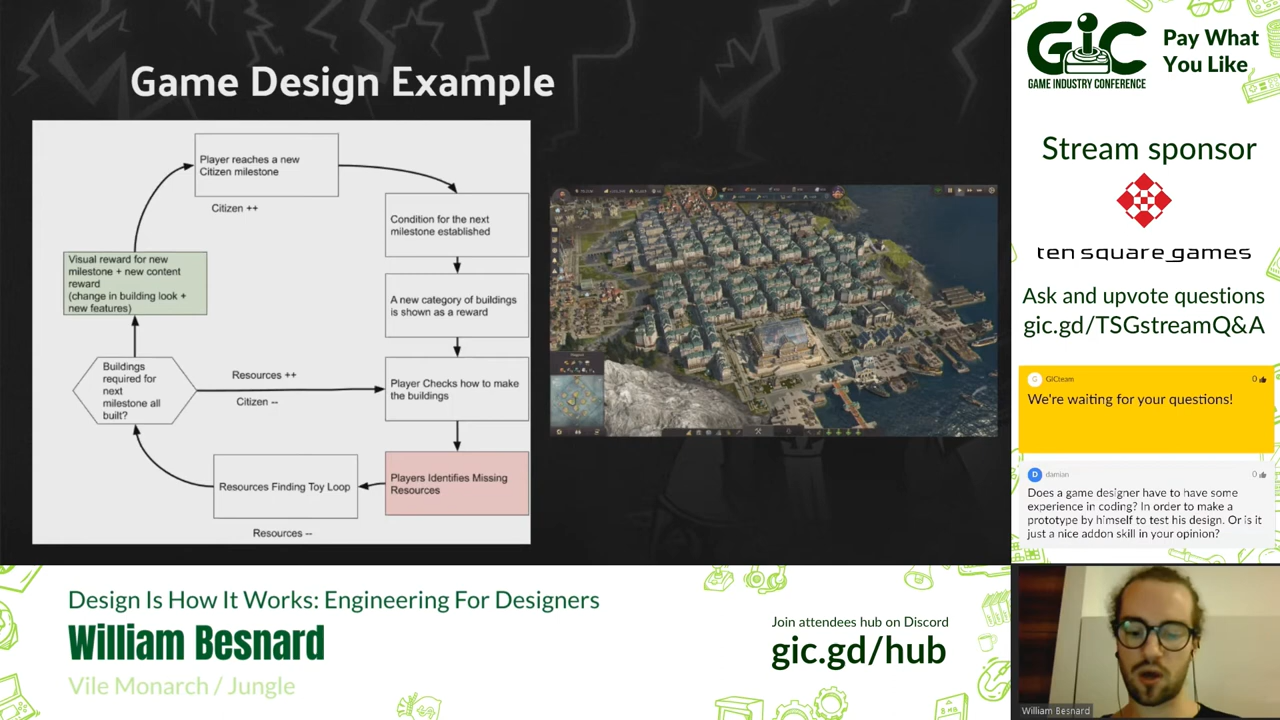 Game Design Example
Player reaches a new
Citizen milestone
Citizen ++
Condition for the next
milestone established
A new category of buildings
is shown as a reward
Player Checks how to make
the buildings
Players Identifies Missing
Resources
Resources Finding Toy Loop
Resources --
Buildings
required for
next
milestone all
built?
Resources ++
Citizen --
Visual reward for new
milestone + new content
reward
(change in building look +
new features)
GIC
GAME INDUSTRY CONFERENCE
Pay What
You Like
Stream sponsor
ten square games
Ask and upvote questions
gic.gd/TSGstreamQ&A
G
GICteam
0
We're waiting for your questions!
D
damian
0
Does a game designer have to have some
experience in coding? In order to make a
prototype by himself to test his design. Or is it
just a nice addon skill in your opinion?
Design Is How It Works: Engineering For Designers
William Besnard
Vile Monarch / Jungle
Join attendees hub on Discord
gic.gd/hub
William Besnard